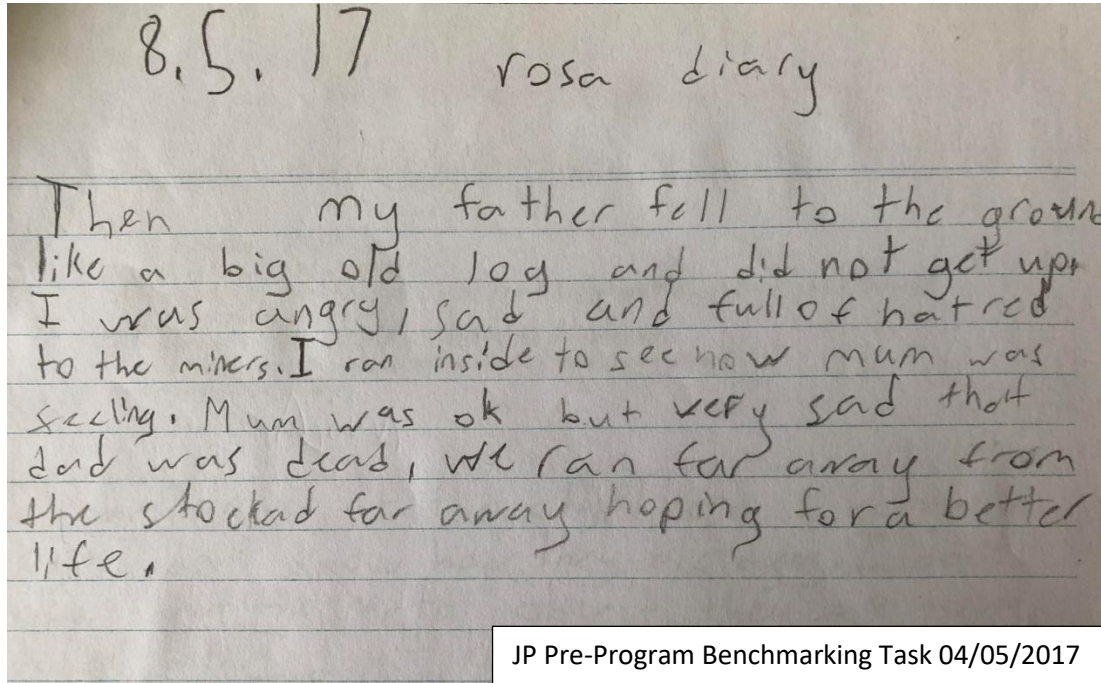 8.5.17 rosa diary
Then my father fell to the ground
like a big old log and did not get up.
I was angry, sad and full of hatred
to the miners. I ran inside to see how mum was
feeling. Mum was ok but very sad that
dad was dead, we ran far away from
the stockad far away hoping for a better
life.
JP Pre-Program Benchmarking Task 04/05/2017